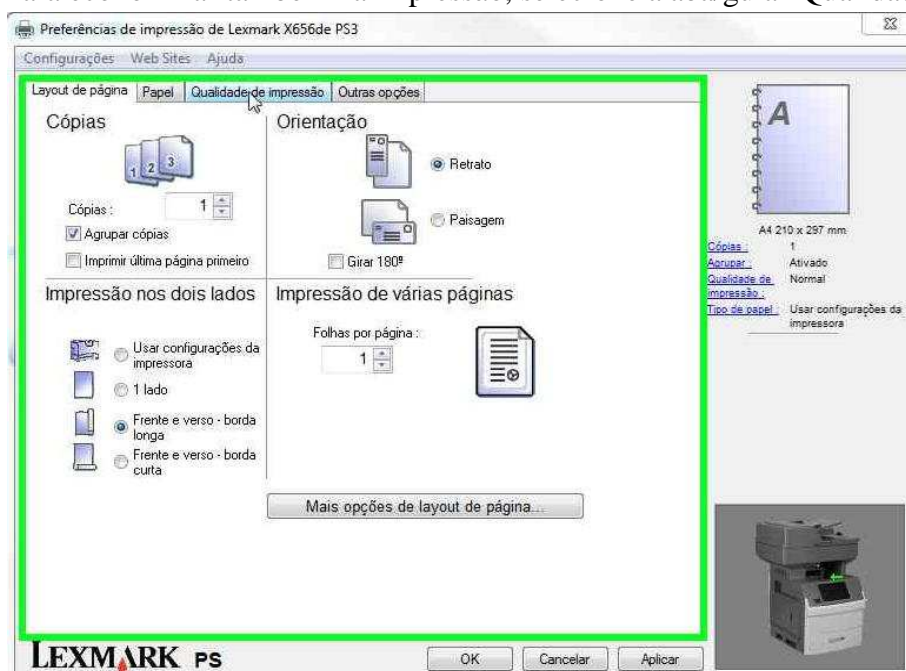 Preferências de impressão de Lexmark X656de PS3
Configurações Web Sites Ajuda
Layout de página Papel Qualidade de impressão Outras opções
Cópias
1 2 3
Cópias : 1
Agrupar cópias
Imprimir última página primeiro
Orientação
Retrato
Paisagem
Girar 180º
Impressão nos dois lados
Usar configurações da
impressora
1 lado
Frente e verso - borda
longa
Frente e verso - borda
curta
Impressão de várias páginas
Folhas por página :
1
Mais opções de layout de página...
A
A4 210 x 297 mm
Cópias : 1
Agrupar : Ativado
Qualidade de Normal
impressão :
Tipo de papel : Usar configurações da
impressora
LEXMARK PS
OK Cancelar Aplicar